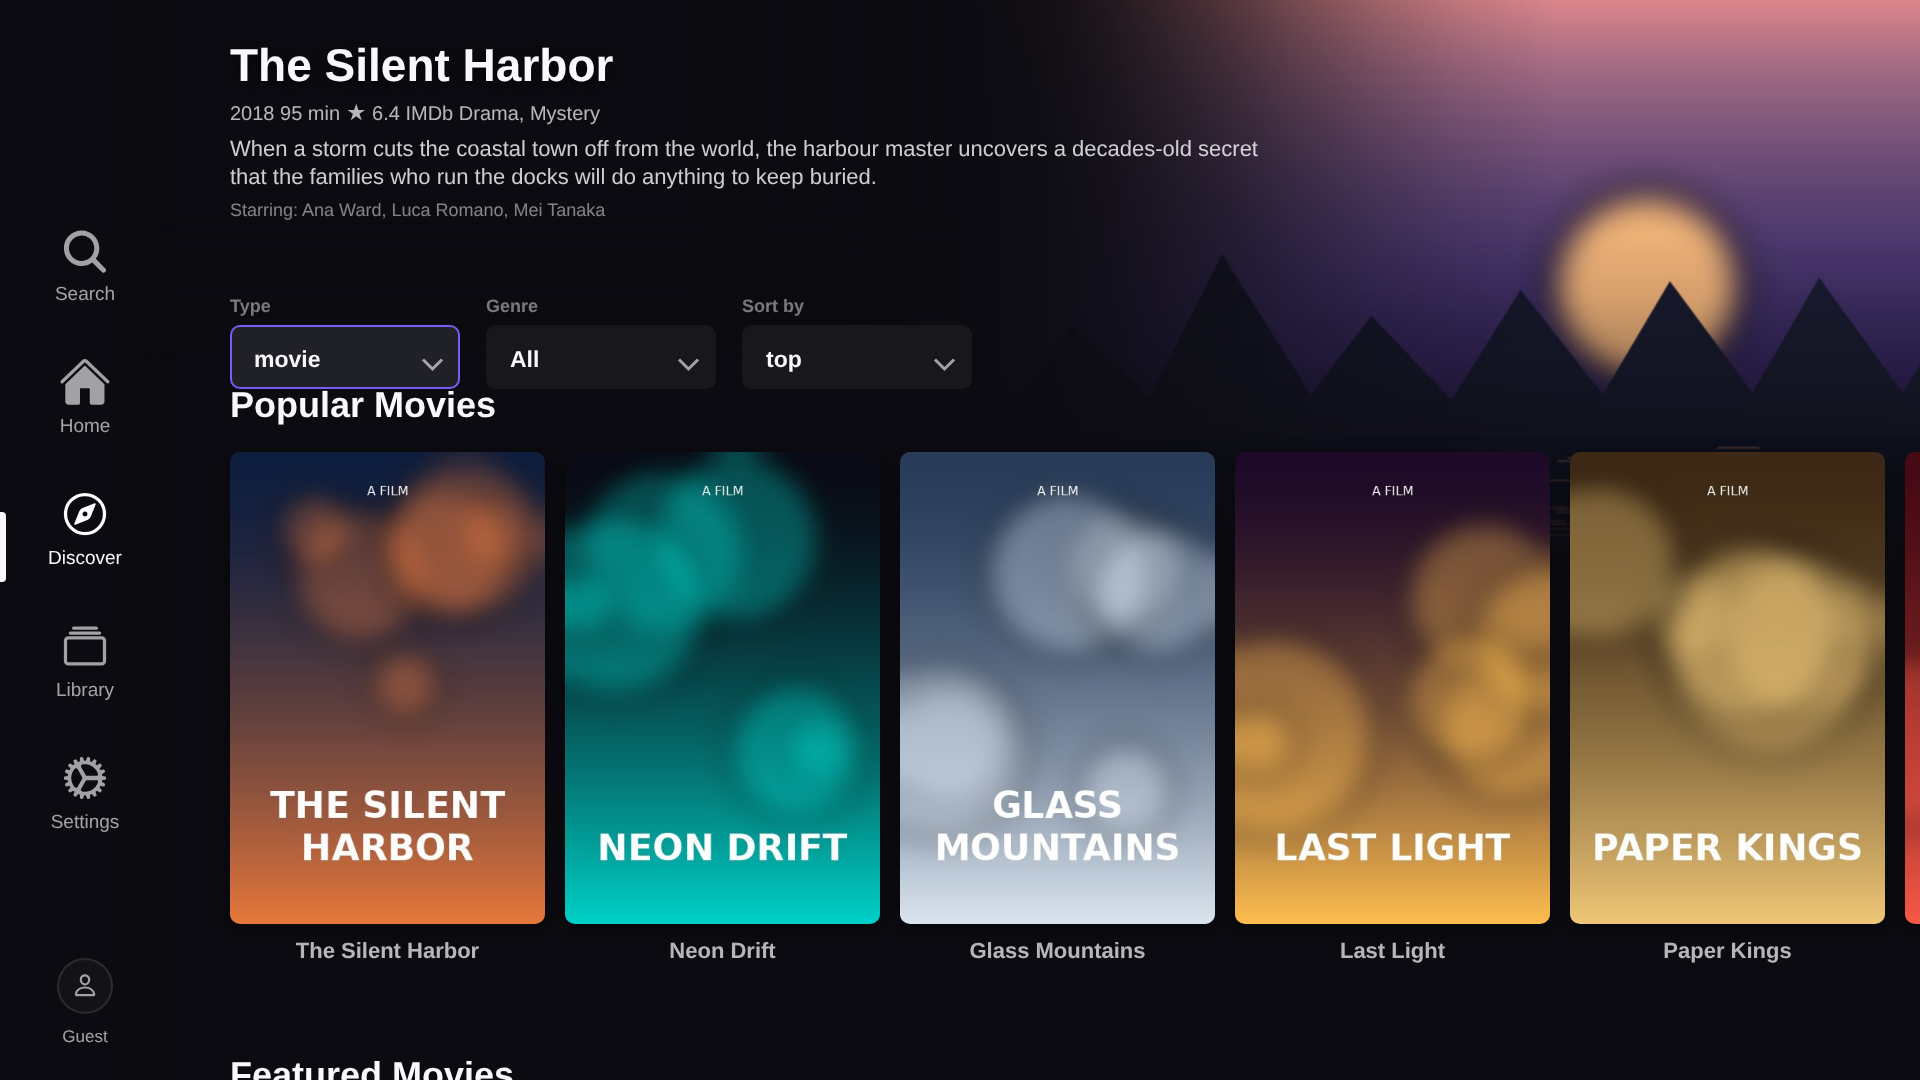 The Silent Harbor
2018 95 min ★ 6.4 IMDb Drama, Mystery
When a storm cuts the coastal town off from the world, the harbour master uncovers a decades-old secret
that the families who run the docks will do anything to keep buried.
Starring: Ana Ward, Luca Romano, Mei Tanaka
Search
Home
Discover
Library
Settings
Guest
Type
Genre
Sort by
movie
All
top
Popular Movies
A FILM
THE SILENT
HARBOR
A FILM
NEON DRIFT
A FILM
GLASS
MOUNTAINS
A FILM
LAST LIGHT
A FILM
PAPER KINGS
The Silent Harbor
Neon Drift
Glass Mountains
Last Light
Paper Kings
Featured Movies